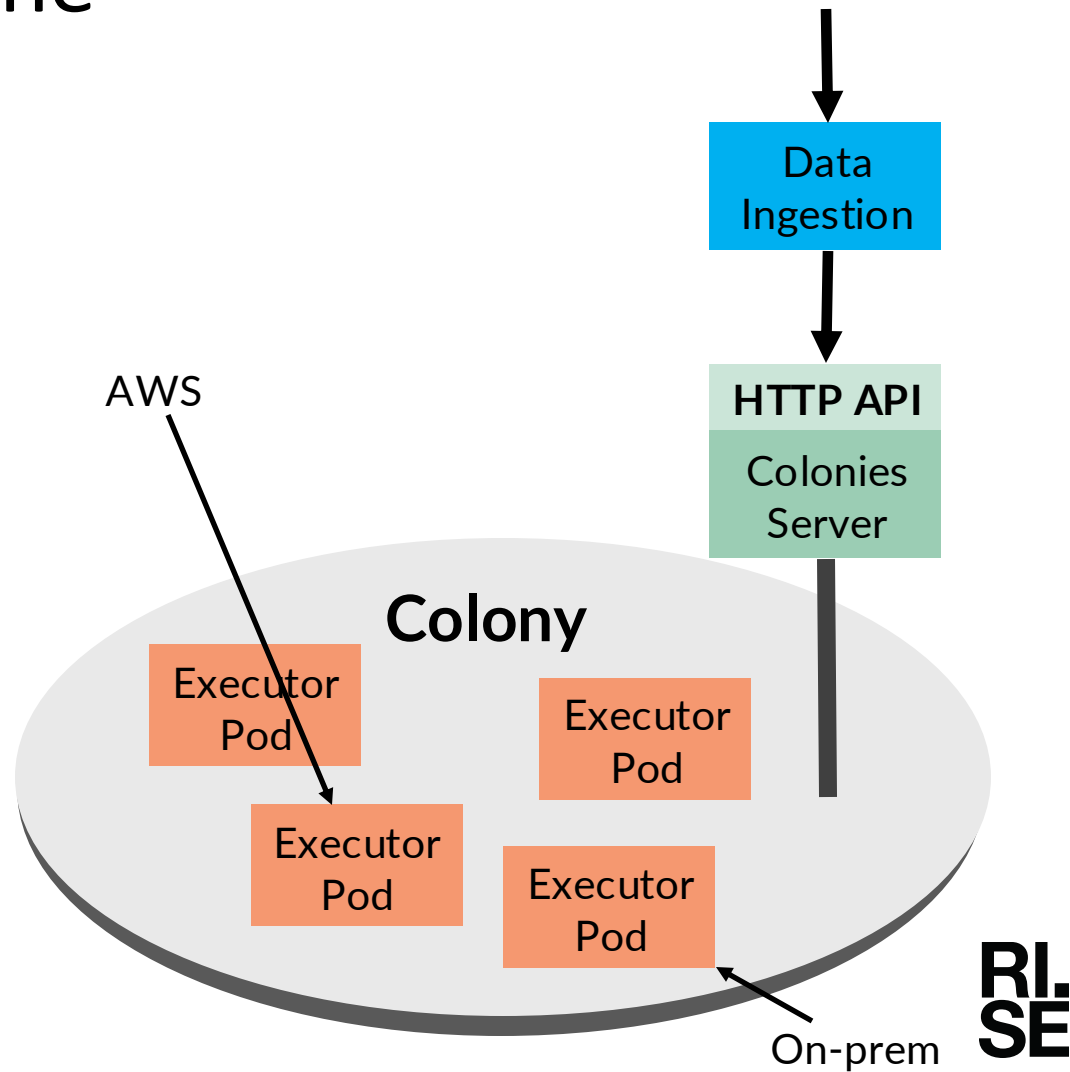 Data
Ingestion
HTTP API
Colonies
Server
AWS
Colony
Executor
Pod
Executor
Pod
Executor
Pod
Executor
Pod
On-prem
RI.
SE